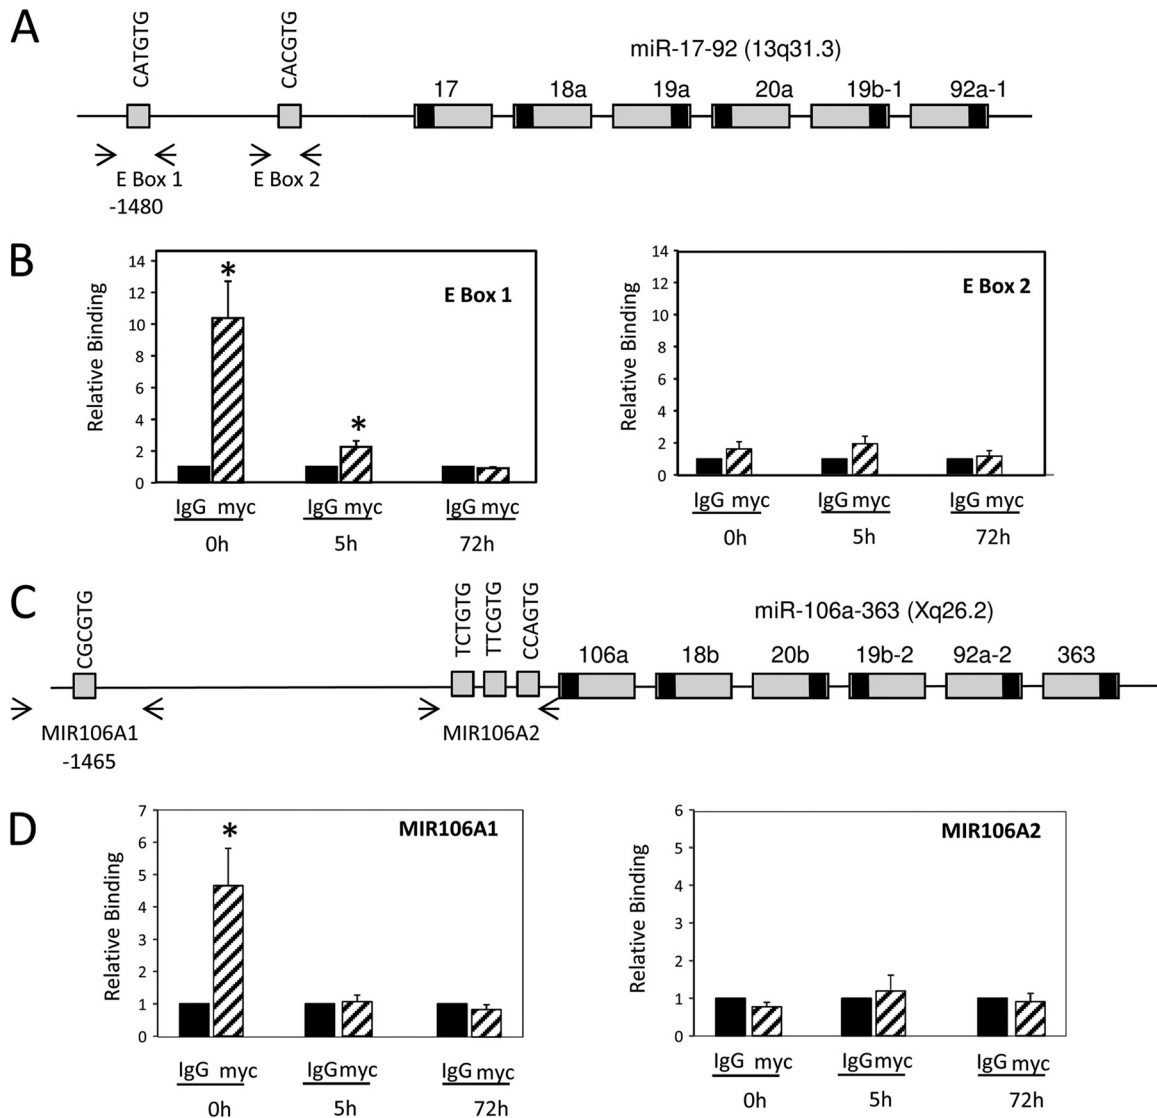 A
CATGTG
CACGTG
miR-17-92 (13q31.3)
17 18a 19a 20a 19b-1 92a-1
E Box 1
-1480
E Box 2
B
Relative Binding
14
12
10
8
6
4
2
0
*
*
E Box 1
IgG myc IgG myc IgG myc
0h 5h 72h
Relative Binding
14
12
10
8
6
4
2
0
E Box 2
IgG myc IgG myc IgG myc
0h 5h 72h
C
CGCGTG
TCTGTG
TTCGTG
CCAGTG
miR-106a-363 (Xq26.2)
106a 18b 20b 19b-2 92a-2 363
MIR106A1
-1465
MIR106A2
D
Relative Binding
7
6
5
4
3
2
1
0
*
MIR106A1
IgG myc IgG myc IgG myc
0h 5h 72h
Relative Binding
6
5
4
3
2
1
0
MIR106A2
IgG myc IgG myc IgG myc
0h 5h 72h